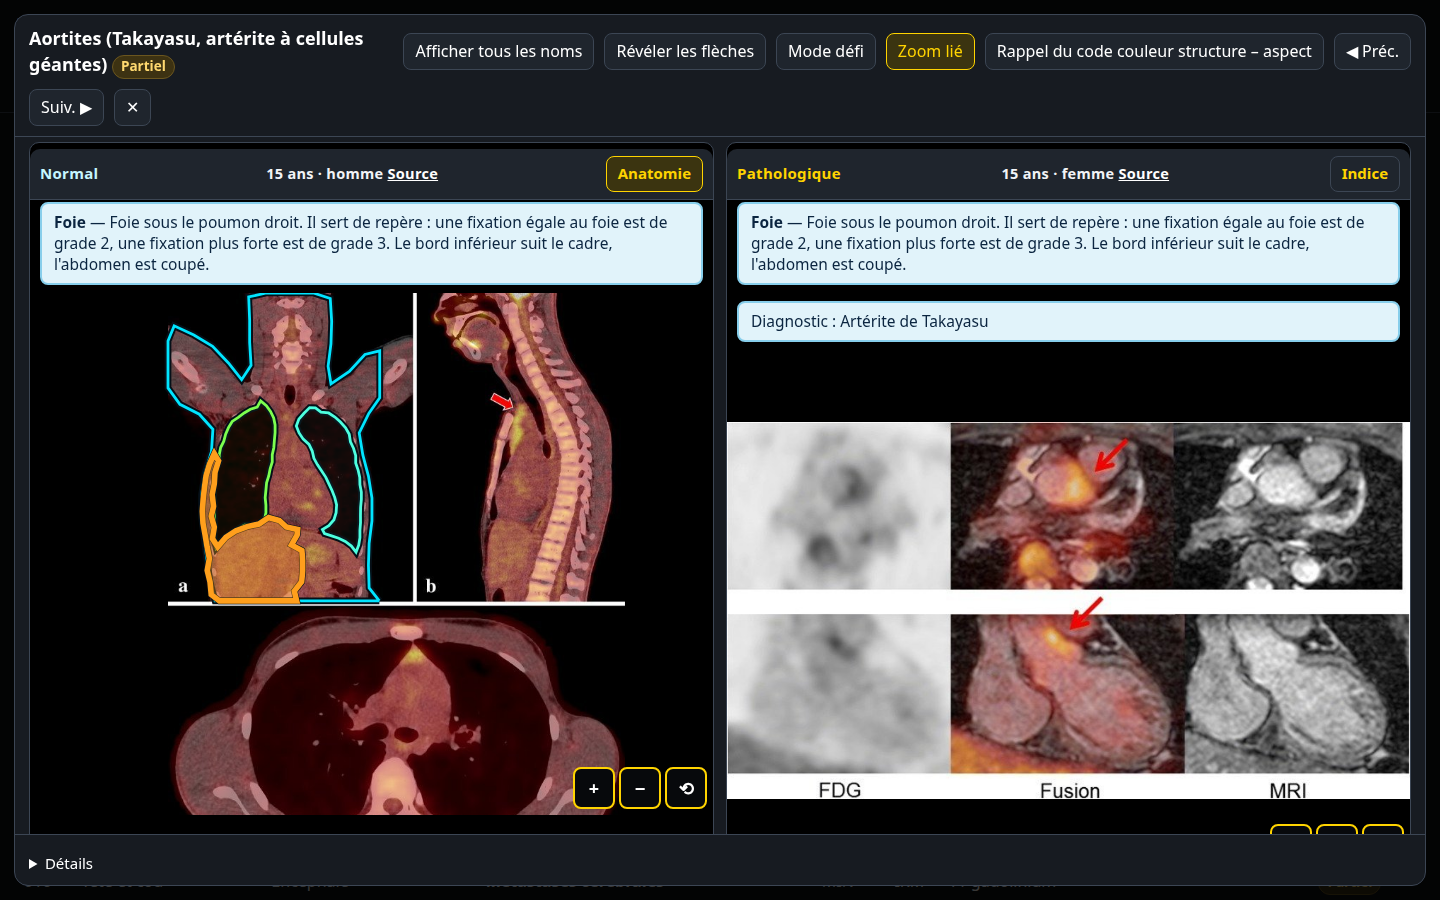 Aortites (Takayasu, artérite à cellules
géantes) Partiel
Afficher tous les noms
Révéler les flèches
Mode défi
Zoom lié
Rappel du code couleur structure – aspect
◀ Préc.
Suiv. ▶
✕
Normal
15 ans · homme Source
Anatomie
Foie — Foie sous le poumon droit. Il sert de repère : une fixation égale au foie est de
grade 2, une fixation plus forte est de grade 3. Le bord inférieur suit le cadre,
l'abdomen est coupé.
a
b
+
−
⟲
Pathologique
15 ans · femme Source
Indice
Foie — Foie sous le poumon droit. Il sert de repère : une fixation égale au foie est de
grade 2, une fixation plus forte est de grade 3. Le bord inférieur suit le cadre,
l'abdomen est coupé.
Diagnostic : Artérite de Takayasu
FDG
Fusion
MRI
▶ Détails